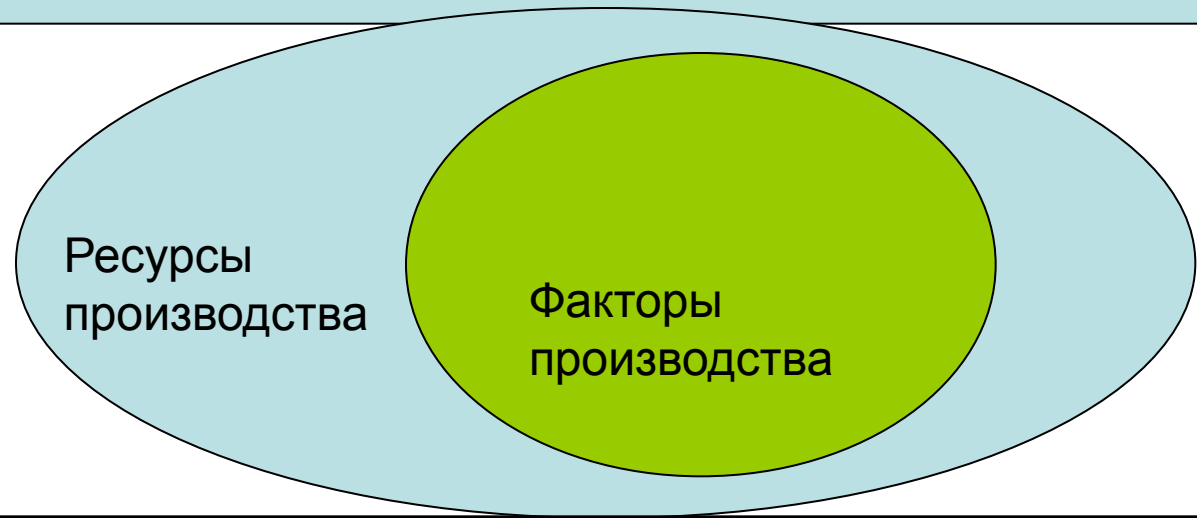 Ресурсы
производства
Факторы
производства